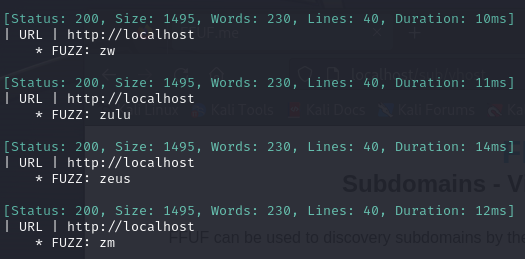 [Status: 200, Size: 1495, Words: 230, Lines: 40, Duration: 10ms]
| URL | http://localhost
* FUZZ: zw
[Status: 200, Size: 1495, Words: 230, Lines: 40, Duration: 11ms]
| URL | http://localhost
Kali Tools Kali Docs Kali Forums
* FUZZ: zulu
[Status: 200, Size: 1495, Words: 230, Lines: 40, Duration: 14ms]
| URL | http://localhost
* FUZZ: zeus
Subdomains - V
[Status: 200, Size: 1495, Words: 230, Lines: 40, Duration: 12ms]
| URL | http://localhost
FFUF can be used to discover subdomains by the
* FUZZ: zm